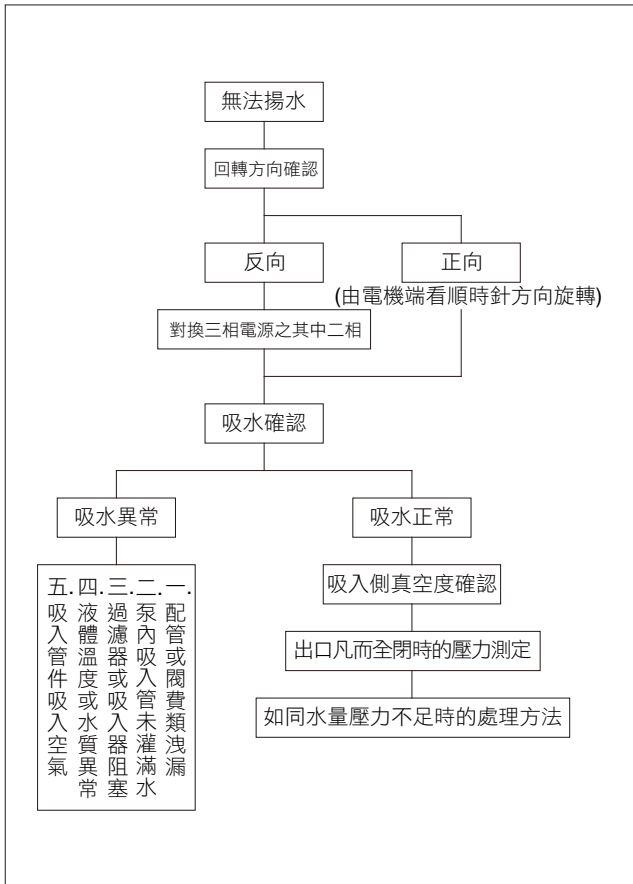 無法揚水
回轉方向確認
反向
正向
(由電機端看順時針方向旋轉)
對換三相電源之其中二相
吸水確認
吸水異常
吸水正常
一.配管或閥費類洩漏
二.泵內吸入管未灌滿水
三.過濾器或吸入器阻塞
四.液體溫度或水質異常
五.吸入管件吸入空氣
吸入側真空度確認
出口凡而全閉時的壓力測定
如同水量壓力不足時的處理方法